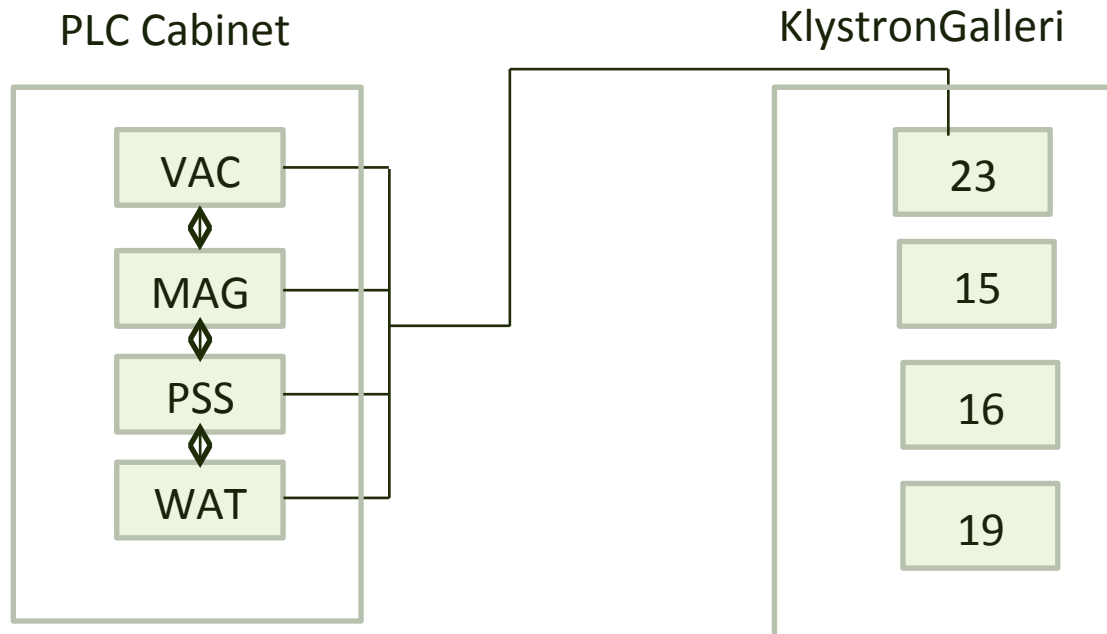 PLC Cabinet
KlystronGalleri
VAC
MAG
PSS
WAT
23
15
16
19